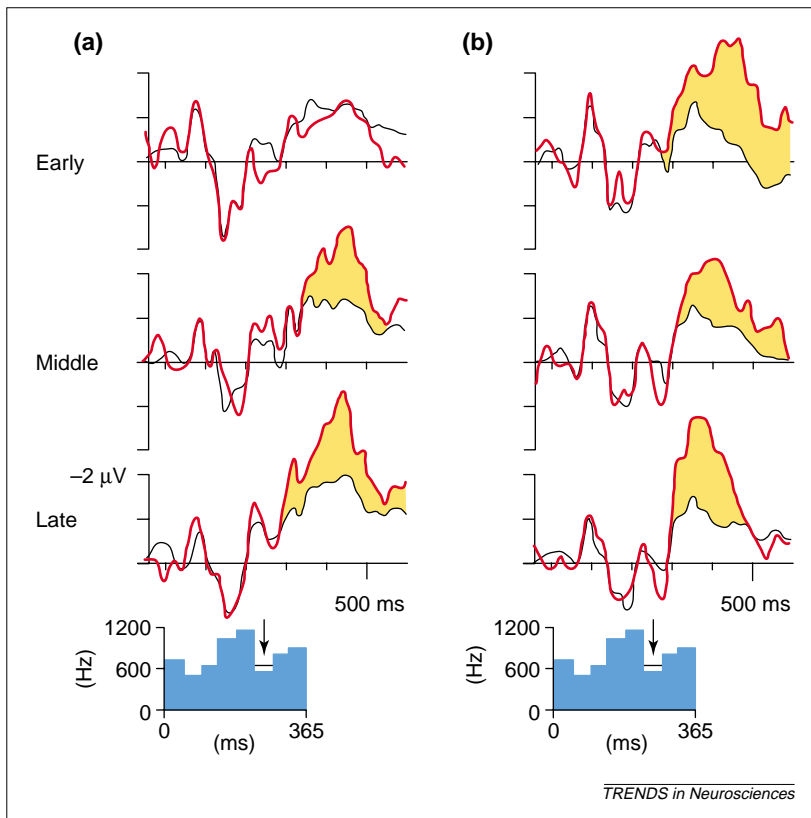 (a)
(b)
Early
Middle
–2 μV
Late
500 ms
500 ms
1200
600
0
(Hz)
0
365
(ms)
1200
600
0
(Hz)
0
365
(ms)
TRENDS in Neurosciences